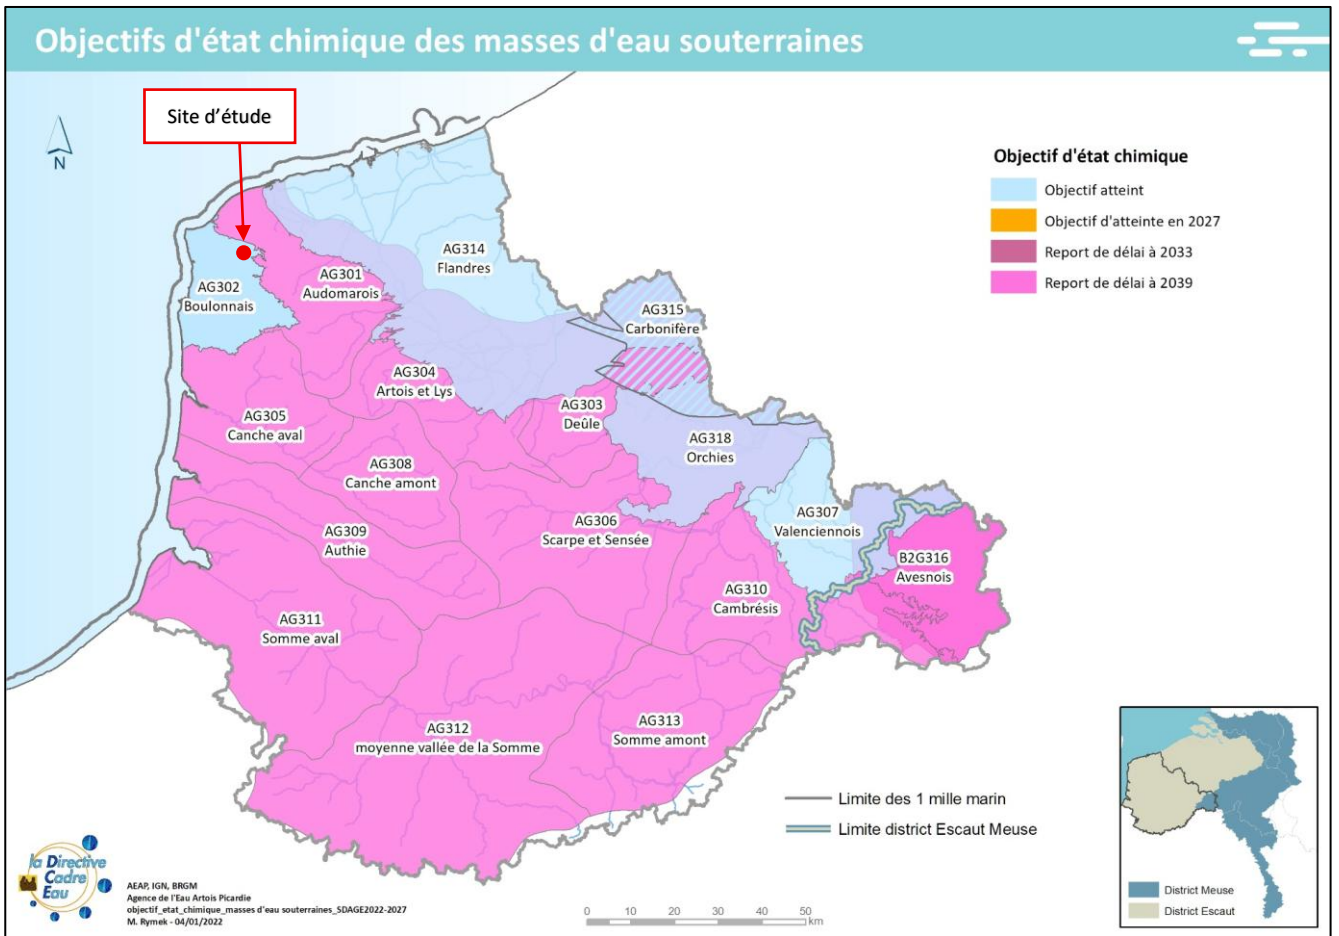 Objectifs d'état chimique des masses d'eau souterraines
Site d'étude
N
Objectif d'état chimique
Objectif atteint
Objectif d'atteinte en 2027
Report de délai à 2033
Report de délai à 2039
AG314
Flandres
AG301
Audomarois
AG302
Boulonnais
AG315
Carbonifère
AG304
Artois et Lys
AG303
Deûle
AG305
Canche aval
AG318
Orchies
AG308
Canche amont
AG307
Valenciennois
AG306
Scarpe et Sensée
AG309
Authie
B2G316
Avesnois
AG310
Cambrésis
AG311
Somme aval
AG312
moyenne vallée de la Somme
AG313
Somme amont
Limite des 1 mille marin
Limite district Escaut Meuse
la Directive
Cadre
Eau
AEAP, IGN, BRGM
Agence de l'Eau Artois Picardie
objectif_etat_chimique_masses d'eau souterraines_SDAGE2022-2027
M. Rymek - 04/01/2022
0 10 20 30 40 50
km
District Meuse
District Escaut